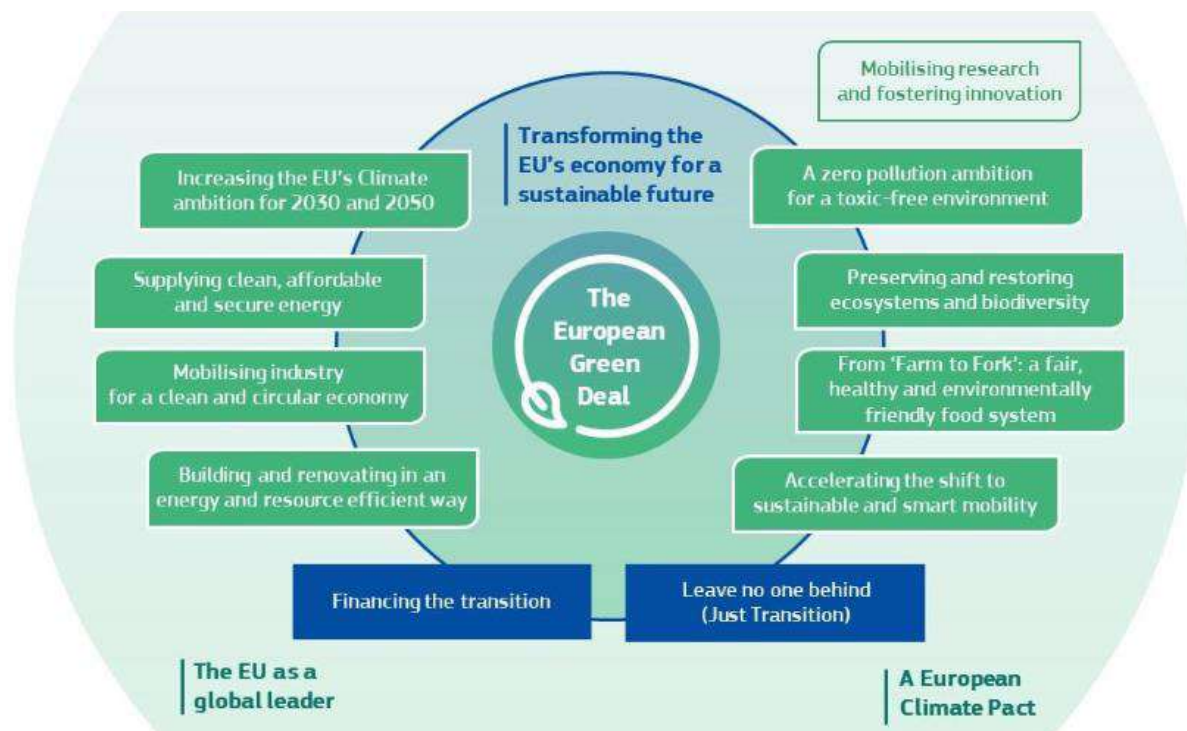 Mobilising research
and fostering innovation
Transforming the
EU's economy for a
sustainable future
Increasing the EU's Climate
ambition for 2030 and 2050
A zero pollution ambition
for a toxic-free environment
Supplying clean, affordable
and secure energy
Preserving and restoring
ecosystems and biodiversity
The
European
Green
Deal
Mobilising industry
for a clean and circular economy
From 'Farm to Fork': a fair,
healthy and environmentally
friendly food system
Building and renovating in an
energy and resource efficient way
Accelerating the shift to
sustainable and smart mobility
Financing the transition
Leave no one behind
(Just Transition)
The EU as a
global leader
A European
Climate Pact